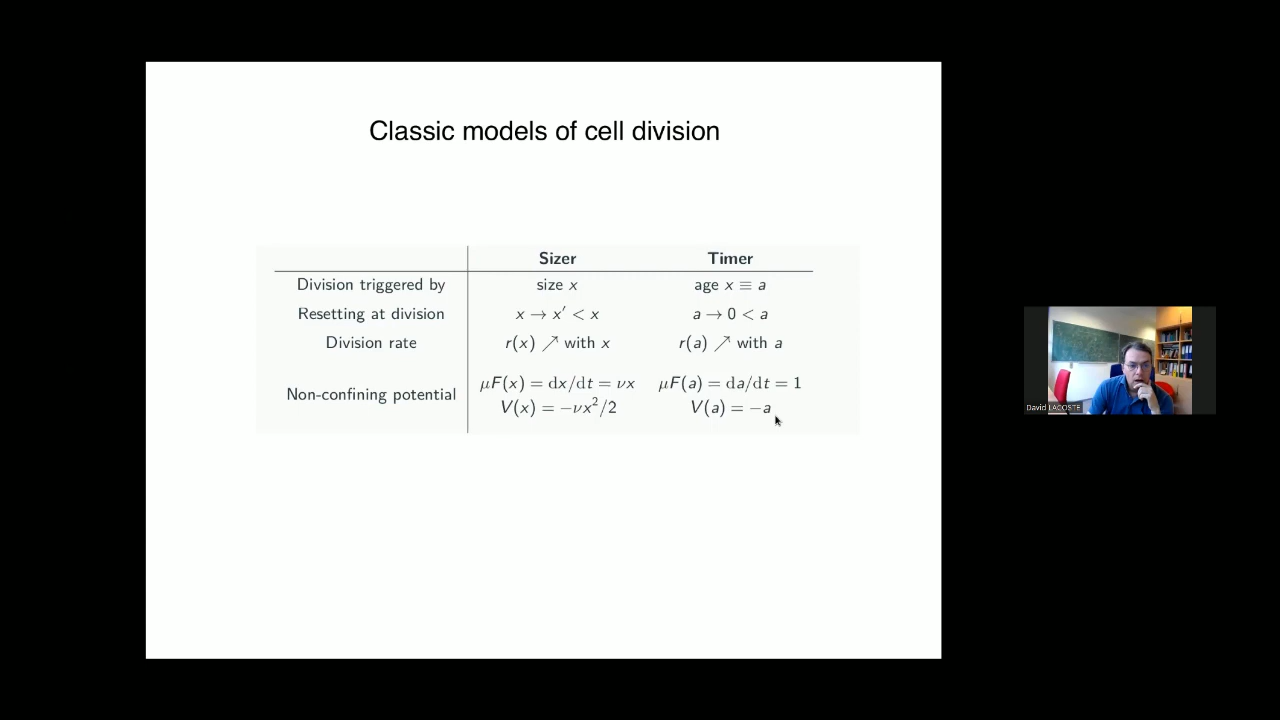 Classic models of cell division
Sizer Timer
Division triggered by size x age x ≡ a
Resetting at division x → x′ < x a → 0 < a
Division rate r(x) ↗ with x r(a) ↗ with a
Non-confining potential
μF(x) = dx/dt = νx μF(a) = da/dt = 1
V(x) = −νx²/2 V(a) = −a
David LACOSTE